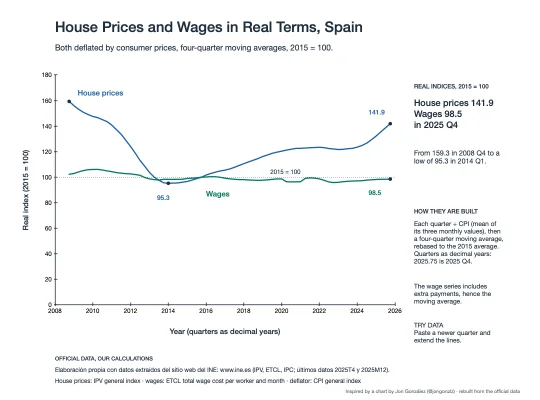 House Prices and Wages in Real Terms, Spain
Both deflated by consumer prices, four-quarter moving averages, 2015 = 100.
Real index (2015 = 100)
180
160
140
120
100
80
60
40
20
0
2008
2010
2012
2014
2016
2018
2020
2022
2024
2026
Year (quarters as decimal years)
House prices
95.3
Wages
2015 = 100
141.9
98.5
REAL INDICES, 2015 = 100
House prices 141.9
Wages 98.5
in 2025 Q4
From 159.3 in 2008 Q4 to a
low of 95.3 in 2014 Q1.
HOW THEY ARE BUILT
Each quarter ÷ CPI (mean of
its three monthly values), then
a four-quarter moving average,
rebased to the 2015 average.
Quarters as decimal years:
2025.75 is 2025 Q4.
The wage series includes
extra payments, hence the
moving average.
TRY DATA
Paste a newer quarter and
extend the lines.
OFFICIAL DATA, OUR CALCULATIONS
Elaboración propia con datos extraídos del sitio web del INE: www.ine.es (IPV, ETCL, IPC; últimos datos 2025T4 y 2025M12).
House prices: IPV general index · wages: ETCL total wage cost per worker and month · deflator: CPI general index
Inspired by a chart by Jon González (@jongonzlz) · rebuilt from the official data